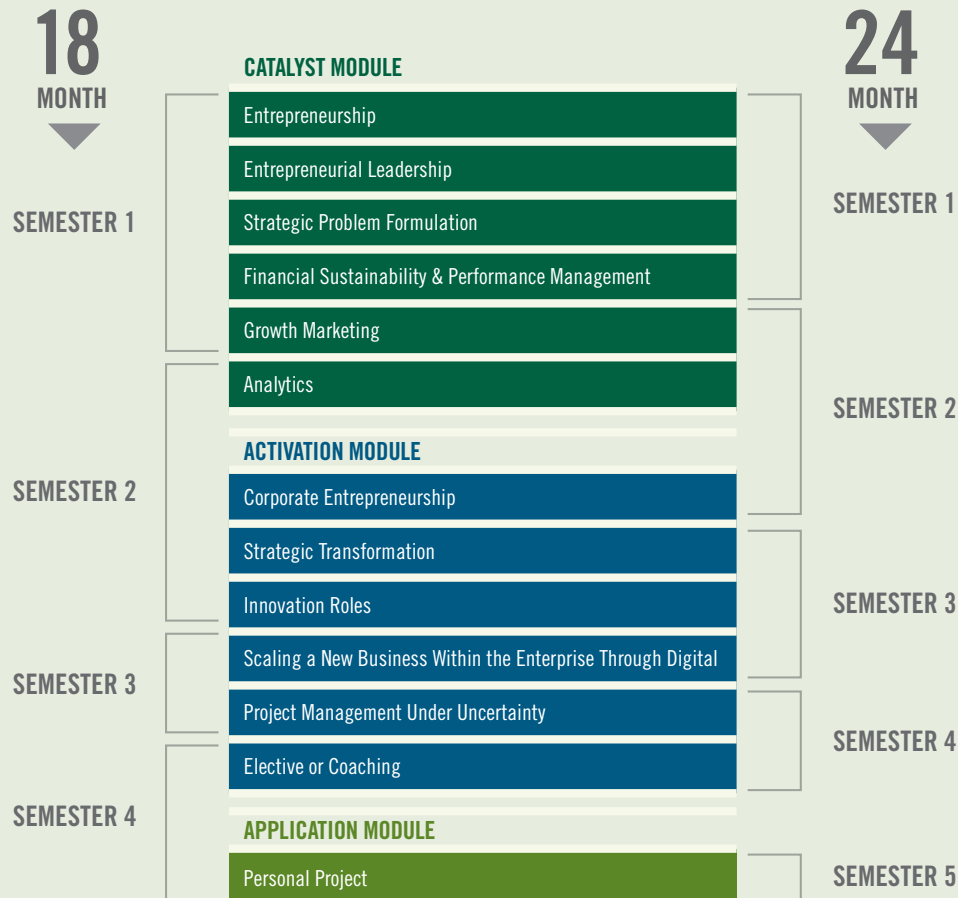 18
MONTH
24
MONTH
CATALYST MODULE
Entrepreneurship
Entrepreneurial Leadership
Strategic Problem Formulation
Financial Sustainability & Performance Management
Growth Marketing
Analytics
ACTIVATION MODULE
Corporate Entrepreneurship
Strategic Transformation
Innovation Roles
Scaling a New Business Within the Enterprise Through Digital
Project Management Under Uncertainty
Elective or Coaching
APPLICATION MODULE
Personal Project
SEMESTER 1
SEMESTER 2
SEMESTER 3
SEMESTER 4
SEMESTER 1
SEMESTER 2
SEMESTER 3
SEMESTER 4
SEMESTER 5